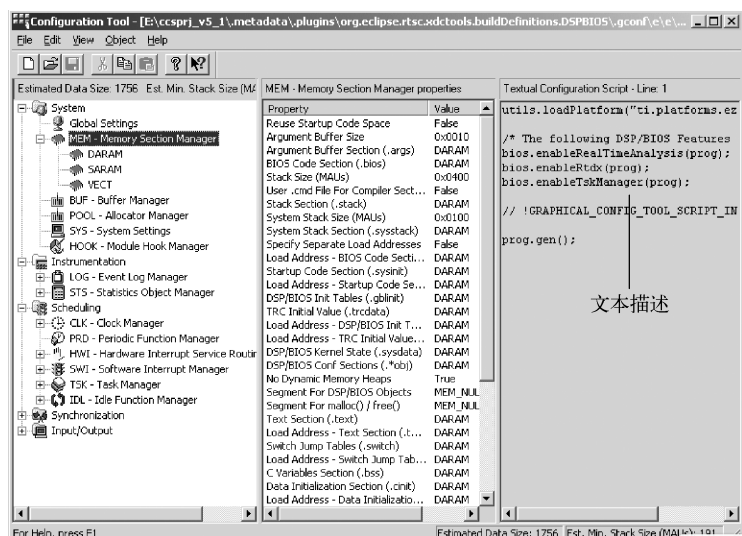 Configuration Tool - [E:\ccsprj_v5_1\.metadata\.plugins\org.eclipse.rtsc.xdctools.buildDefinitions.DSPBIOS\.gconf\e\e\...
File Edit View Object Help
Estimated Data Size: 1756 Est. Min. Stack Size (MA
System
Global Settings
MEM - Memory Section Manager
DARAM
SARAM
VECT
BUF - Buffer Manager
POOL - Allocator Manager
SYS - System Settings
HOOK - Module Hook Manager
Instrumentation
LOG - Event Log Manager
STS - Statistics Object Manager
Scheduling
CLK - Clock Manager
PRD - Periodic Function Manager
HWI - Hardware Interrupt Service Routir
SWI - Software Interrupt Manager
TSK - Task Manager
IDL - Idle Function Manager
Synchronization
Input/Output
MEM - Memory Section Manager properties
Property Value
Reuse Startup Code Space False
Argument Buffer Size 0x0010
Argument Buffer Section (.args) DARAM
BIOS Code Section (.bios) DARAM
Stack Size (MAUs) 0x0400
User .cmd File For Compiler Sect... False
Stack Section (.stack) DARAM
System Stack Size (MAUs) 0x0100
System Stack Section (.sysstack) DARAM
Specify Separate Load Addresses False
Load Address - BIOS Code Secti... DARAM
Startup Code Section (.sysinit) DARAM
Load Address - Startup Code Se... DARAM
DSP/BIOS Init Tables (.gblinit) DARAM
TRC Initial Value (.trcdata) DARAM
Load Address - DSP/BIOS Init T... DARAM
Load Address - TRC Initial Value... DARAM
DSP/BIOS Kernel State (.sysdata) DARAM
DSP/BIOS Conf Sections (.*obj) DARAM
No Dynamic Memory Heaps True
Segment For DSP/BIOS Objects MEM_NUL
Segment For malloc() / free() MEM_NUL
Text Section (.text) DARAM
Load Address - Text Section (.t... DARAM
Switch Jump Tables (.switch) DARAM
Load Address - Switch Jump Tab... DARAM
C Variables Section (.bss) DARAM
Data Initialization Section (.cinit) DARAM
Load Address - Data Initializatio... DARAM
Textual Configuration Script - Line: 1
utils.loadPlatform("ti.platforms.ez
/* The following DSP/BIOS Features
bios.enableRealTimeAnalysis(prog);
bios.enableRtdx(prog);
bios.enableTskManager(prog);
// !GRAPHICAL_CONFIG_TOOL_SCRIPT_IN
prog.gen();
文本描述
For Help, press F1
Estimated Data Size: 1756 Est. Min. Stack Size (MAUs): 191